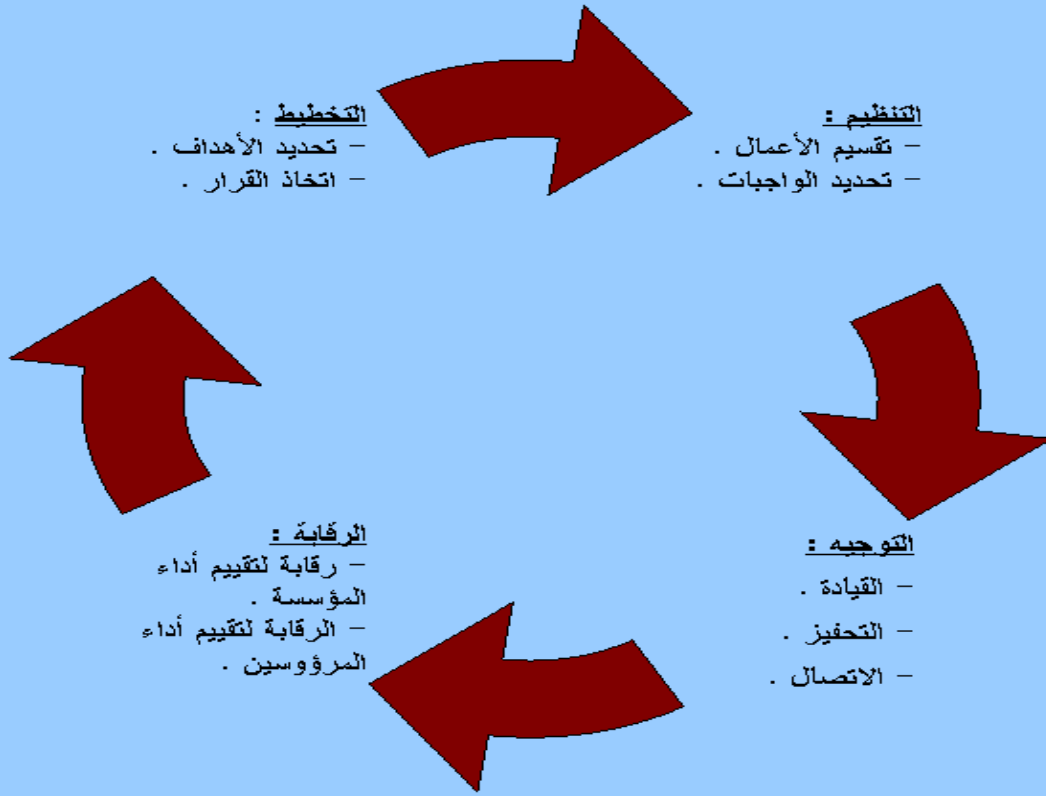 التخطيط :
– تحديد الأهداف .
– اتخاذ القرار .
التنظيم :
– تقسيم الأعمال .
– تحديد الواجبات .
التوجيه :
– القيادة .
– التحفيز .
– الاتصال .
الرقابة :
– رقابة لتقييم أداء
المؤسسة .
– الرقابة لتقييم أداء
المرؤوسين .